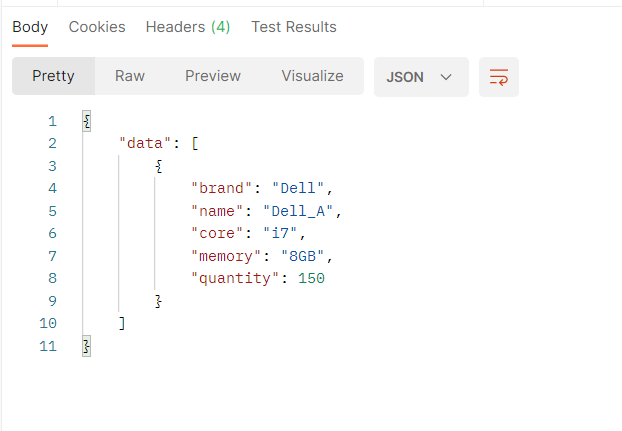 Body Cookies Headers (4) Test Results
Pretty Raw Preview Visualize JSON
1 {
2 "data": [
3 {
4 "brand": "Dell",
5 "name": "Dell_A",
6 "core": "i7",
7 "memory": "8GB",
8 "quantity": 150
9 }
10 ]
11 }